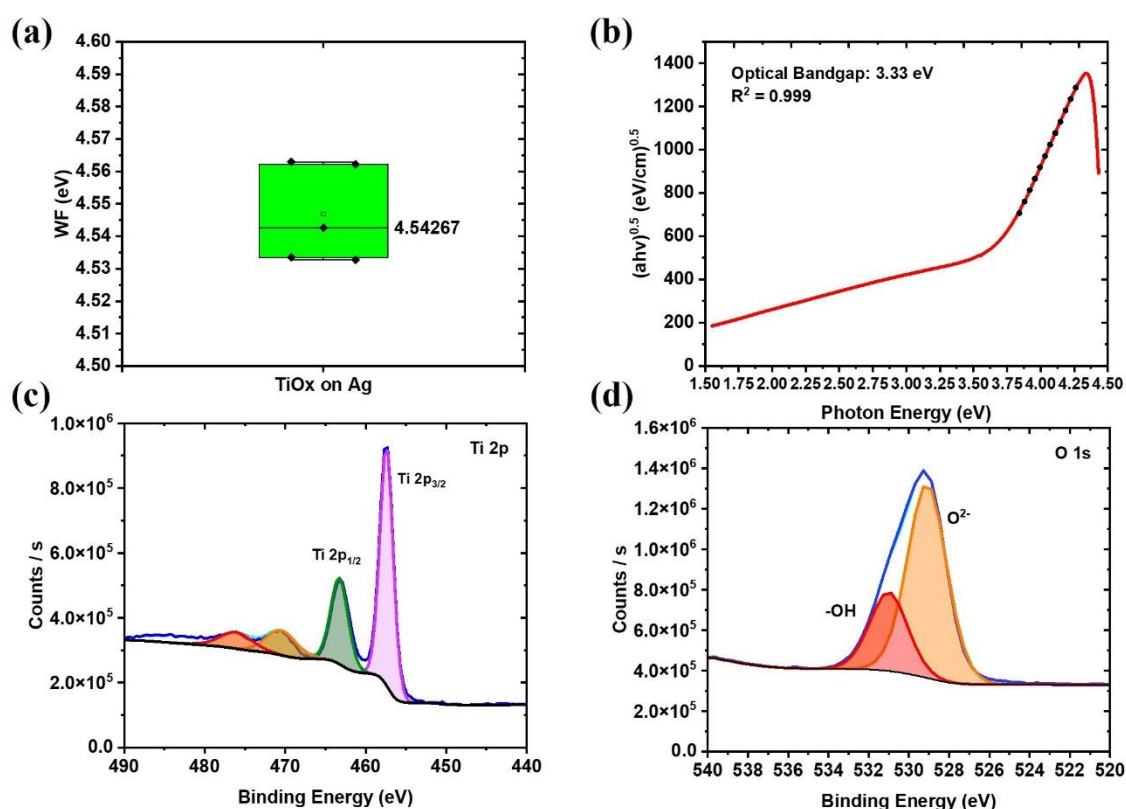 (a)
WF (eV)
4.60
4.59
4.58
4.57
4.56
4.55
4.54
4.53
4.52
4.51
4.50
4.54267
TiOx on Ag
(b)
Optical Bandgap: 3.33 eV
R² = 0.999
(ahv)⁰·⁵ (eV/cm)⁰·⁵
1400
1200
1000
800
600
400
200
0
1.50 1.75 2.00 2.25 2.50 2.75 3.00 3.25 3.50 3.75 4.00 4.25 4.50
Photon Energy (eV)
(c)
Ti 2p
Ti 2p₃/₂
Ti 2p₁/₂
Counts / s
1.0×10⁶
8.0×10⁵
6.0×10⁵
4.0×10⁵
2.0×10⁵
0.0
490 480 470 460 450 440
Binding Energy (eV)
(d)
O 1s
O²⁻
-OH
Counts / s
1.6×10⁶
1.4×10⁶
1.2×10⁶
1.0×10⁶
8.0×10⁵
6.0×10⁵
4.0×10⁵
2.0×10⁵
0.0
540 538 536 534 532 530 528 526 524 522 520
Binding Energy (eV)